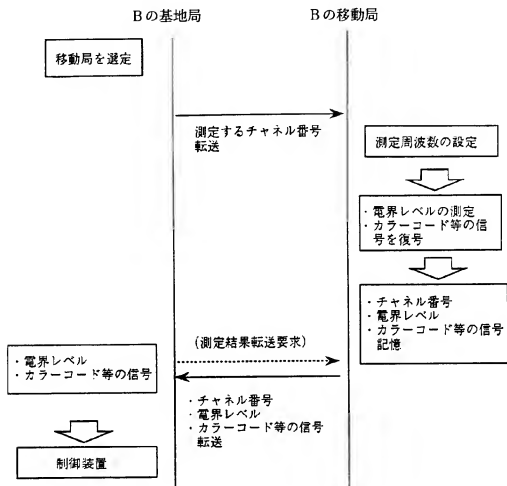 Bの基地局
Bの移動局
移動局を選定
測定するチャネル番号
転送
測定周波数の設定
・電界レベルの測定
・カラーコード等の信
号を復号
・チャネル番号
・電界レベル
・カラーコード等の信号
記憶
(測定結果転送要求)
・電界レベル
・カラーコード等の信号
・チャネル番号
・電界レベル
・カラーコード等の信号
転送
制御装置